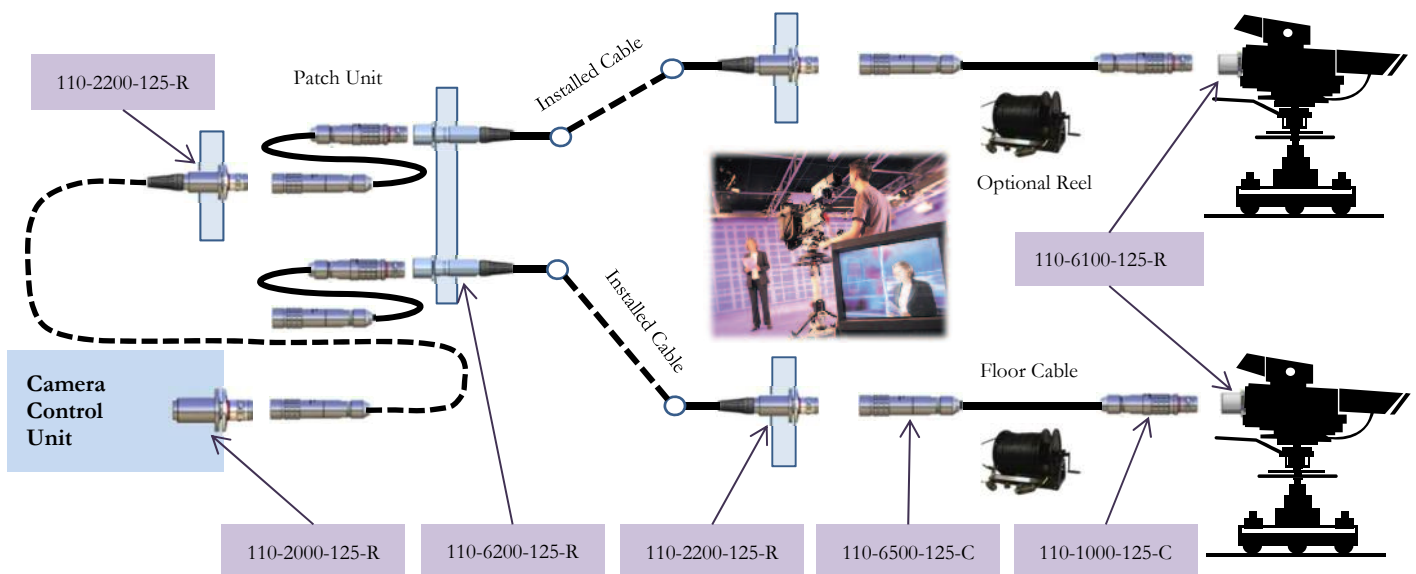 110-2200-125-R
Patch Unit
Installed Cable
Optional Reel
110-6100-125-R
Installed Cable
Camera
Control
Unit
Floor Cable
110-2000-125-R
110-6200-125-R
110-2200-125-R
110-6500-125-C
110-1000-125-C